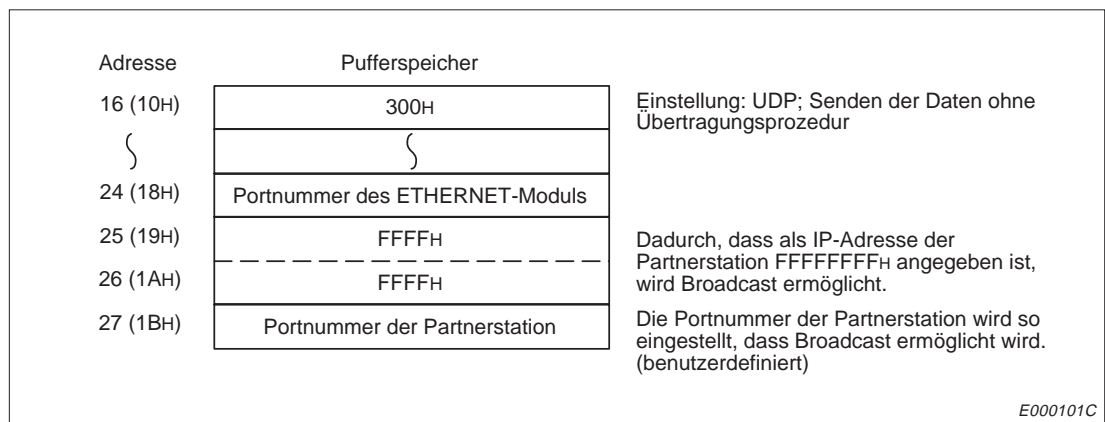 Adresse Pufferspeicher
16 (10H) 300H Einstellung: UDP; Senden der Daten ohne
Übertragungsprozedur
24 (18H) Portnummer des ETHERNET-Moduls
25 (19H) FFFFH Dadurch, dass als IP-Adresse der
Partnerstation FFFFFFFFH angegeben ist,
26 (1AH) FFFFH wird Broadcast ermöglicht.
27 (1BH) Portnummer der Partnerstation Die Portnummer der Partnerstation wird so
eingestellt, dass Broadcast ermöglicht wird.
(benutzerdefiniert)
E000101C